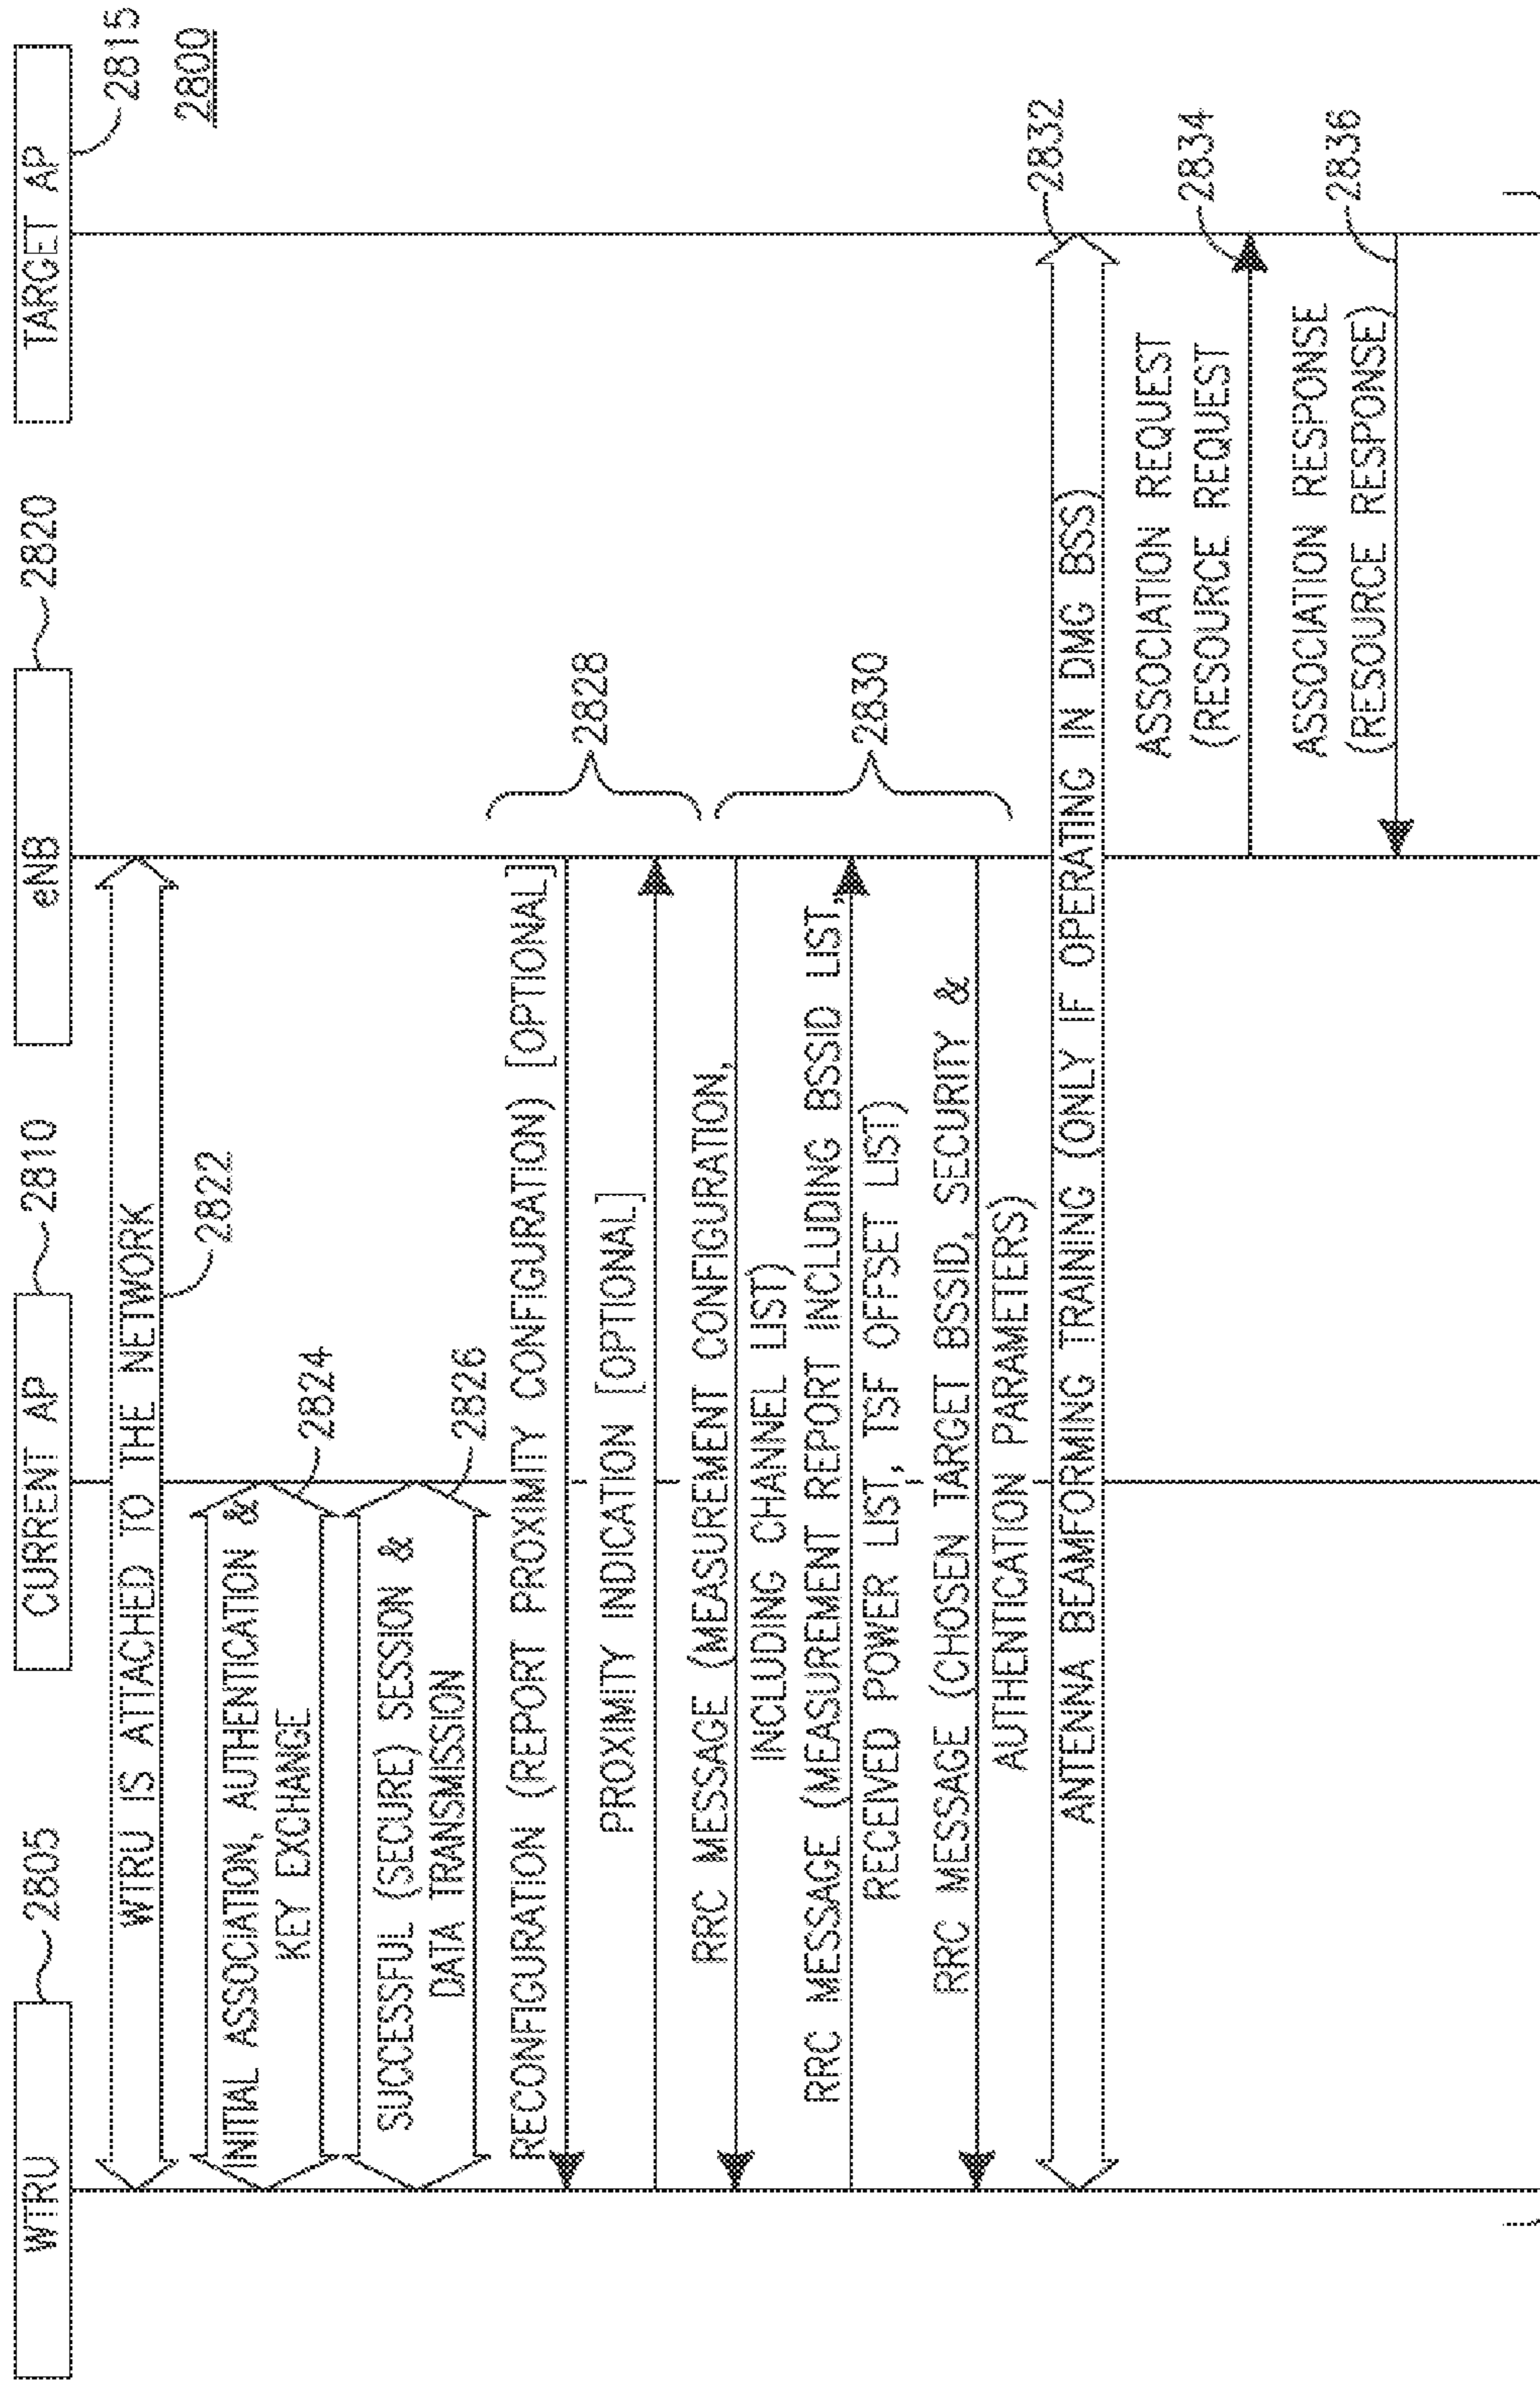 WTRU
2805
CURRENT AP
2810
eNB
2820
TARGET AP
2815
2800
WTRU IS ATTACHED TO THE NETWORK
2822
INITIAL ASSOCIATION, AUTHENTICATION &
KEY EXCHANGE
2824
SUCCESSFUL (SECURE) SESSION &
DATA TRANSMISSION
2826
RECONFIGURATION (REPORT PROXIMITY CONFIGURATION) [OPTIONAL]
PROXIMITY INDICATION [OPTIONAL]
2828
RRC MESSAGE (MEASUREMENT CONFIGURATION,
INCLUDING CHANNEL LIST)
RRC MESSAGE (MEASUREMENT REPORT INCLUDING BSSID LIST,
RECEIVED POWER LIST, TSF OFFSET LIST)
2830
RRC MESSAGE (CHOSEN TARGET BSSID, SECURITY &
AUTHENTICATION PARAMETERS)
ANTENNA BEAMFORMING TRAINING (ONLY IF OPERATING IN DMG BSS)
2832
ASSOCIATION REQUEST
(RESOURCE REQUEST
2834
ASSOCIATION RESPONSE
(RESOURCE RESPONSE)
2836